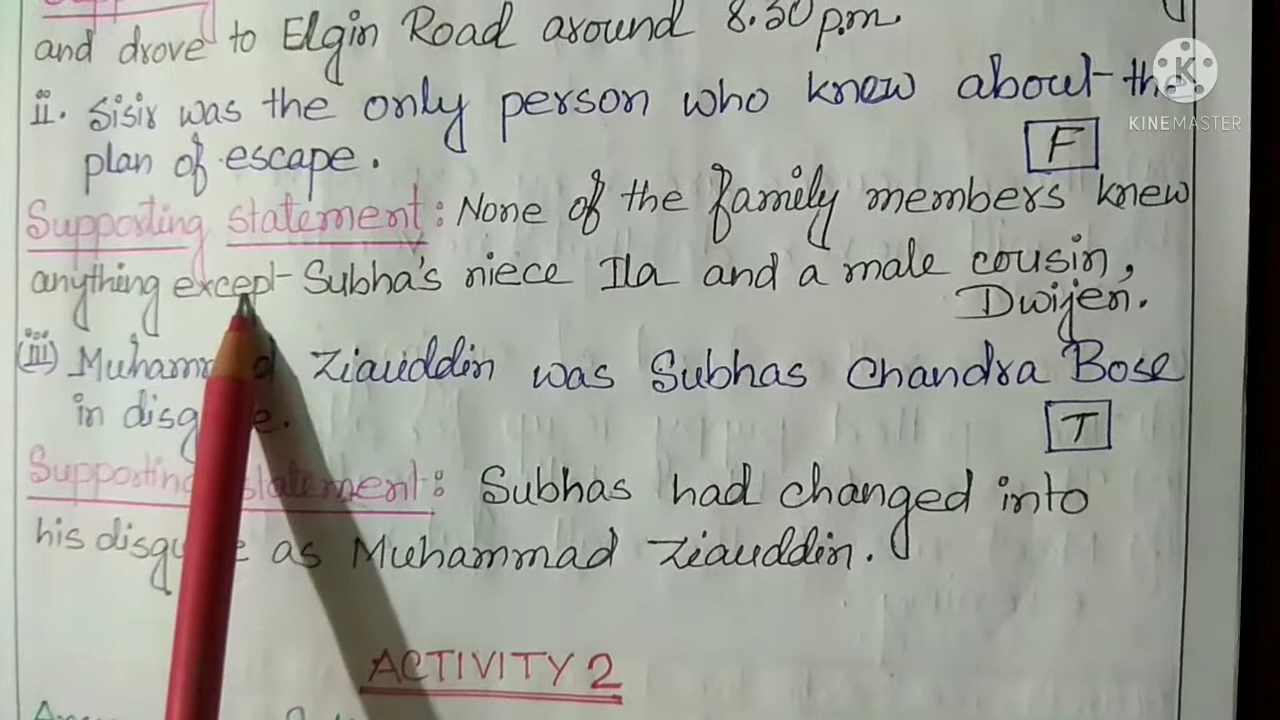 and drove to Elgin Road around 8.30 p.m.
ii. Sisir was the only person who knew about the
plan of escape.
F
Supporting statement: None of the family members knew
anything except Subha's niece Ila and a male cousin,
Dwijen.
(iii) Muhammad Ziauddin was Subhas Chandra Bose
in disguise.
T
Supporting statement: Subhas had changed into
his disguise as Muhammad Ziauddin.
ACTIVITY 2
KINEMASTER